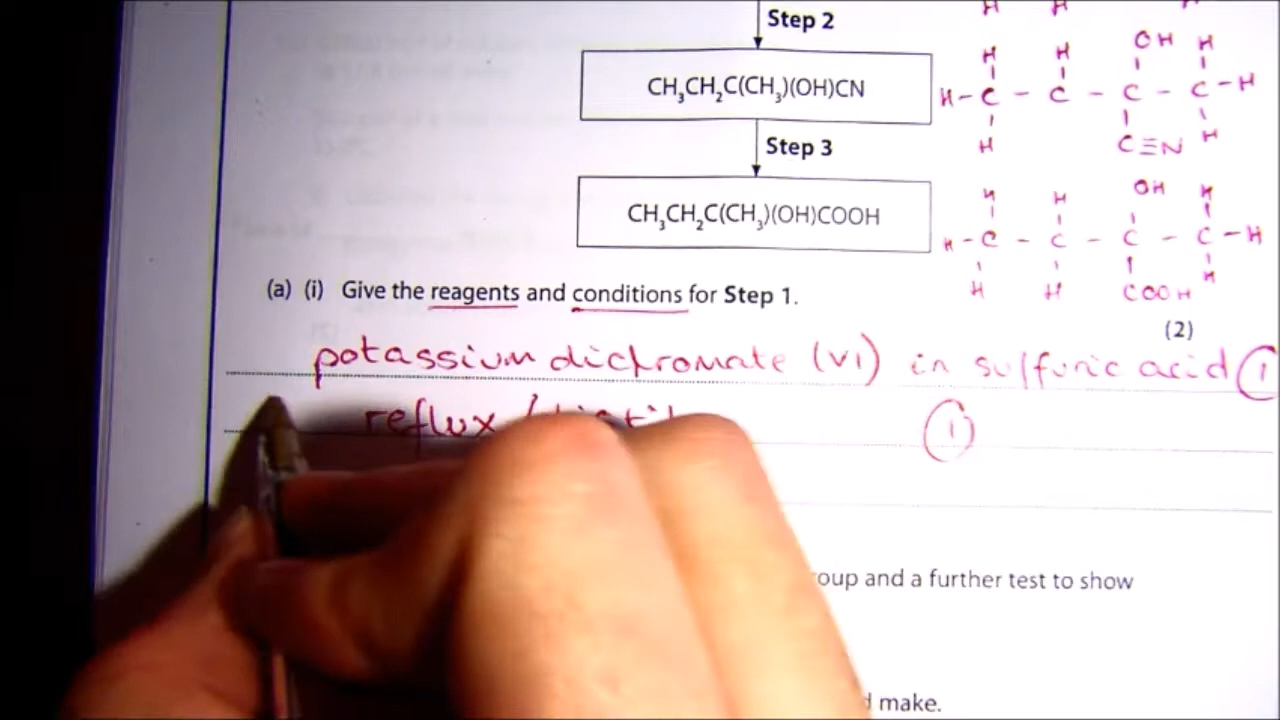 Step 2
CH₃CH₂C(CH₃)(OH)CN
Step 3
CH₃CH₂C(CH₃)(OH)COOH
H H H
H H OH H
H-C-C-C-C-H
H C≡N H
H H OH H
H-C-C-C-C-H
H H COOH H
(a) (i) Give the reagents and conditions for Step 1.
(2)
potassium dichromate (VI) in sulfuric acid (1)
reflux / (1)
oup and a further test to show
make.